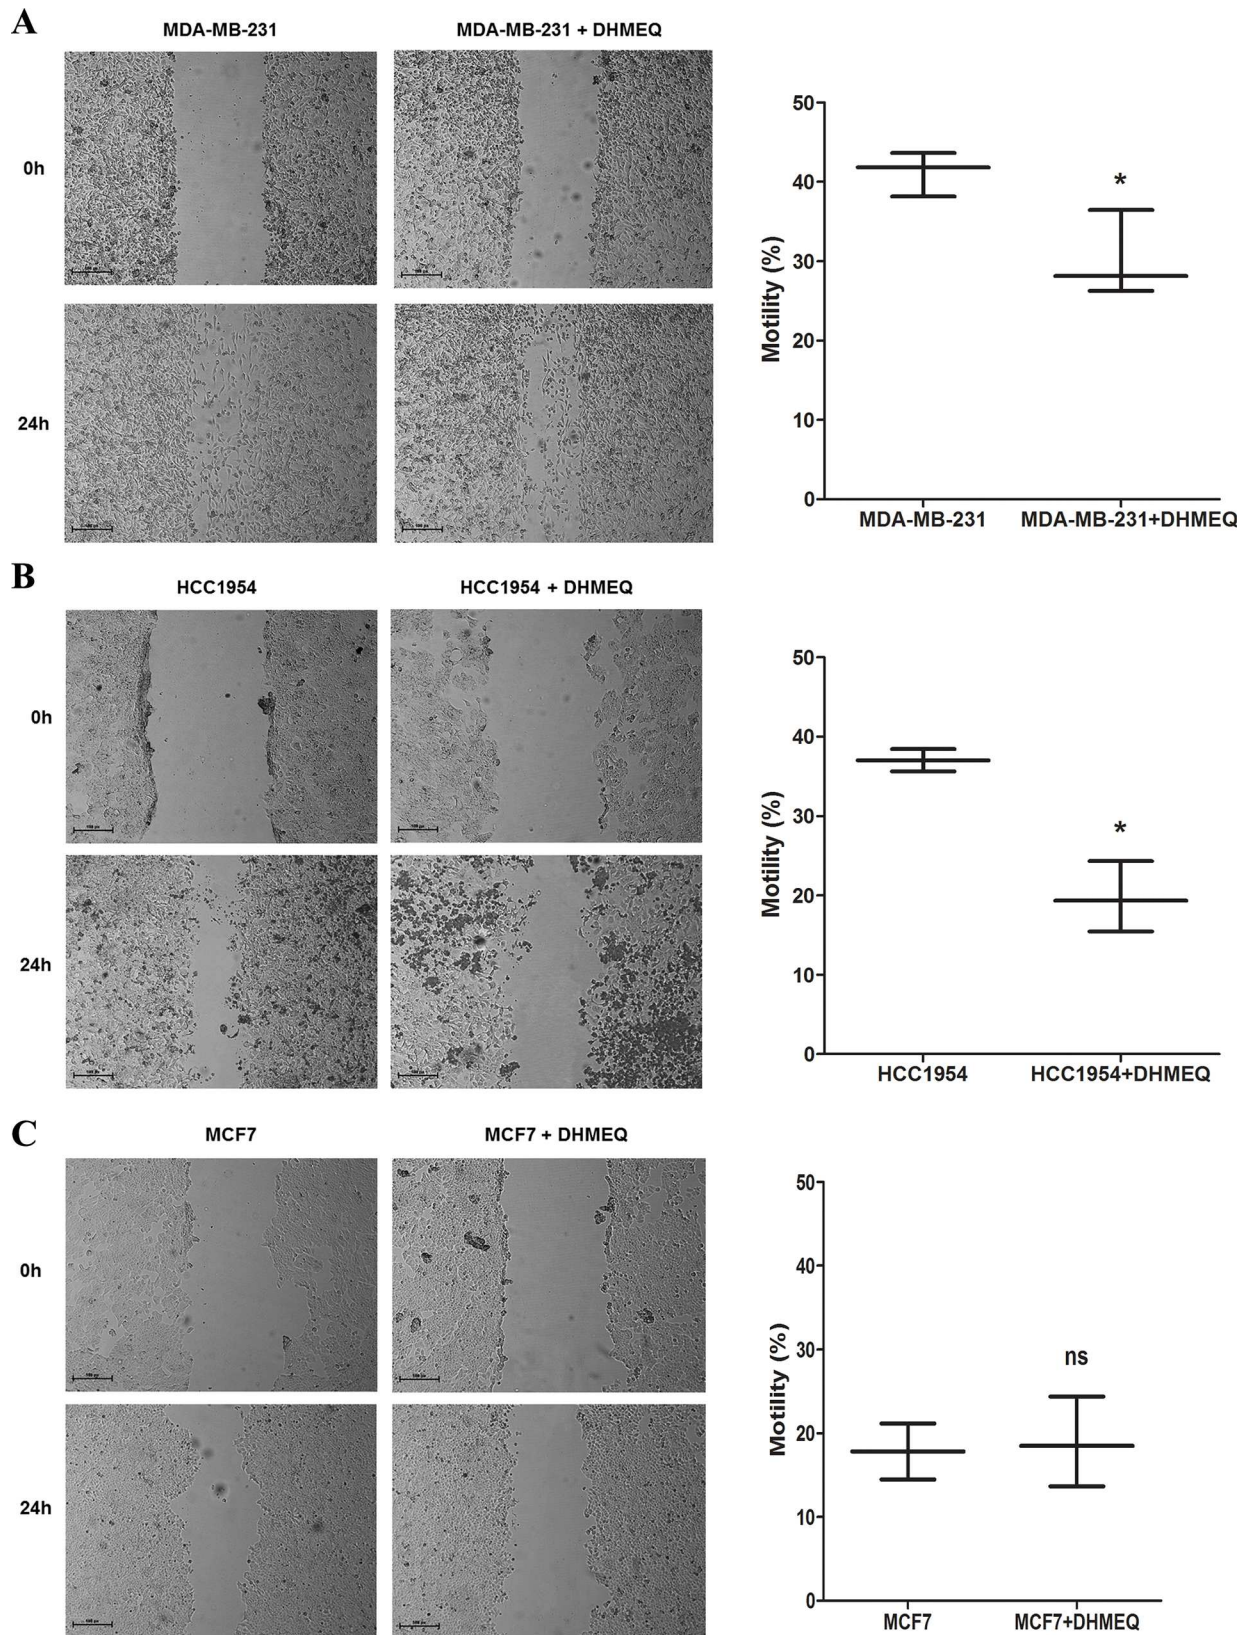 A
MDA-MB-231
MDA-MB-231 + DHMEQ
0h
24h
Motility (%)
50
40
30
20
10
0
*
MDA-MB-231
MDA-MB-231+DHMEQ
B
HCC1954
HCC1954 + DHMEQ
0h
24h
Motility (%)
50
40
30
20
10
0
*
HCC1954
HCC1954+DHMEQ
C
MCF7
MCF7 + DHMEQ
0h
24h
Motility (%)
50
40
30
20
10
0
ns
MCF7
MCF7+DHMEQ